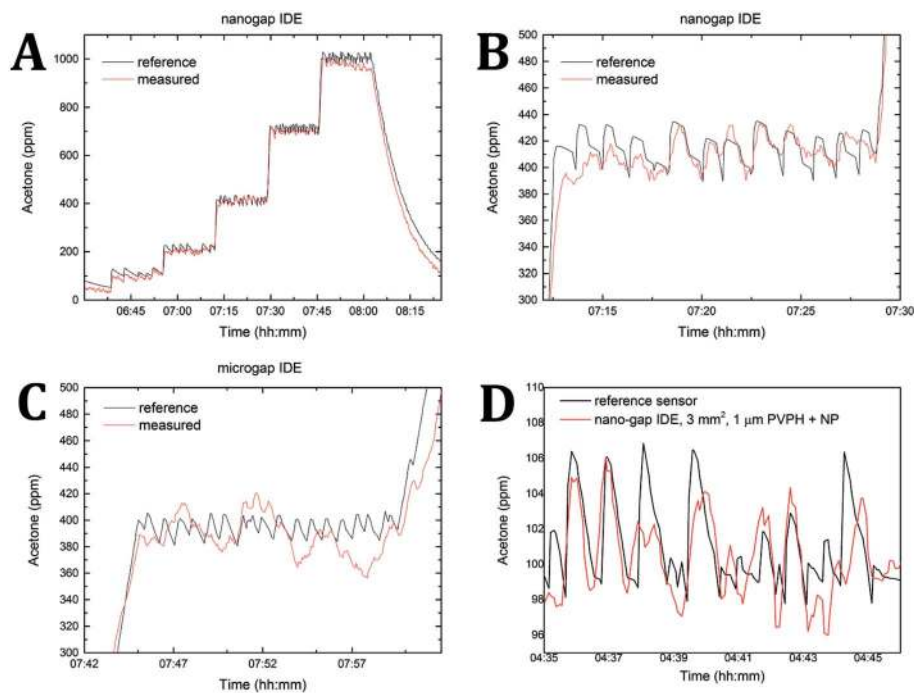 nanogap IDE
A
reference
measured
Acetone (ppm)
1000
800
600
400
200
0
06:45 07:00 07:15 07:30 07:45 08:00 08:15
Time (hh:mm)
nanogap IDE
B
reference
measured
Acetone (ppm)
500
480
460
440
420
400
380
360
340
320
300
07:15 07:20 07:25 07:30
Time (hh:mm)
microgap IDE
C
reference
measured
Acetone (ppm)
500
480
460
440
420
400
380
360
340
320
300
07:42 07:47 07:52 07:57
Time (hh:mm)
D
reference sensor
nano-gap IDE, 3 mm², 1 μm PVPH + NP
Acetone (ppm)
110
108
106
104
102
100
98
96
95
04:35 04:37 04:39 04:41 04:43 04:45
Time (hh:mm)